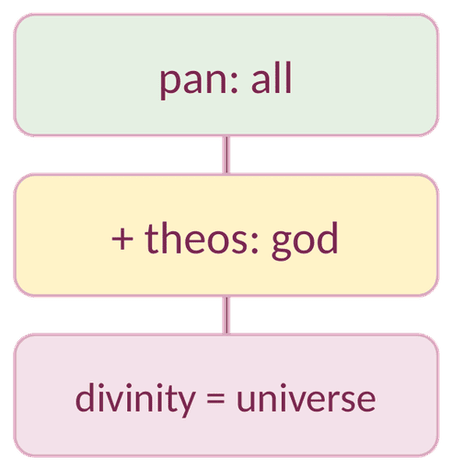 pan: all
+ theos: god
divinity = universe